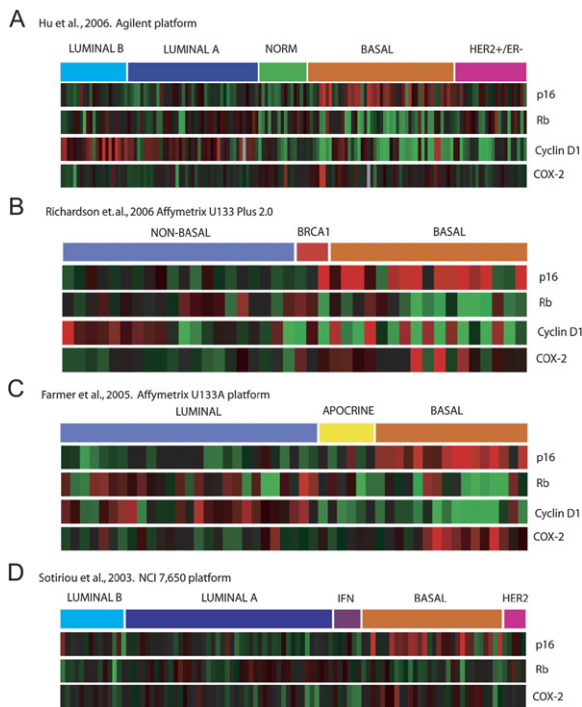 A Hu et al., 2006. Agilent platform
LUMINAL B LUMINAL A NORM BASAL HER2+/ER-
p16
Rb
Cyclin D1
COX-2
B Richardson et.al., 2006 Affymetrix U133 Plus 2.0
NON-BASAL BRCA1 BASAL
p16
Rb
Cyclin D1
COX-2
C Farmer et al., 2005. Affymetrix U133A platform
LUMINAL APOCRINE BASAL
p16
Rb
Cyclin D1
COX-2
D Sotiriou et al., 2003. NCI 7,650 platform
LUMINAL B LUMINAL A IFN BASAL HER2
p16
Rb
COX-2